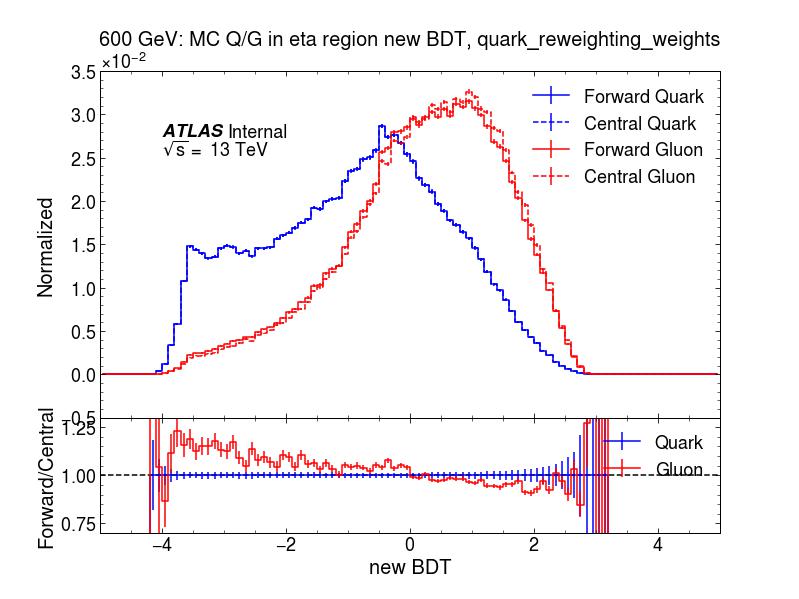 600 GeV: MC Q/G in eta region new BDT, quark_reweighting_weights
×10⁻²
3.5
3.0
2.5
2.0
1.5
1.0
0.5
0.0
−0.5
Normalized
ATLAS Internal
√s = 13 TeV
Forward Quark
Central Quark
Forward Gluon
Central Gluon
1.25
1.00
0.75
Forward/Central
Quark
Gluon
−4
−2
0
2
4
new BDT